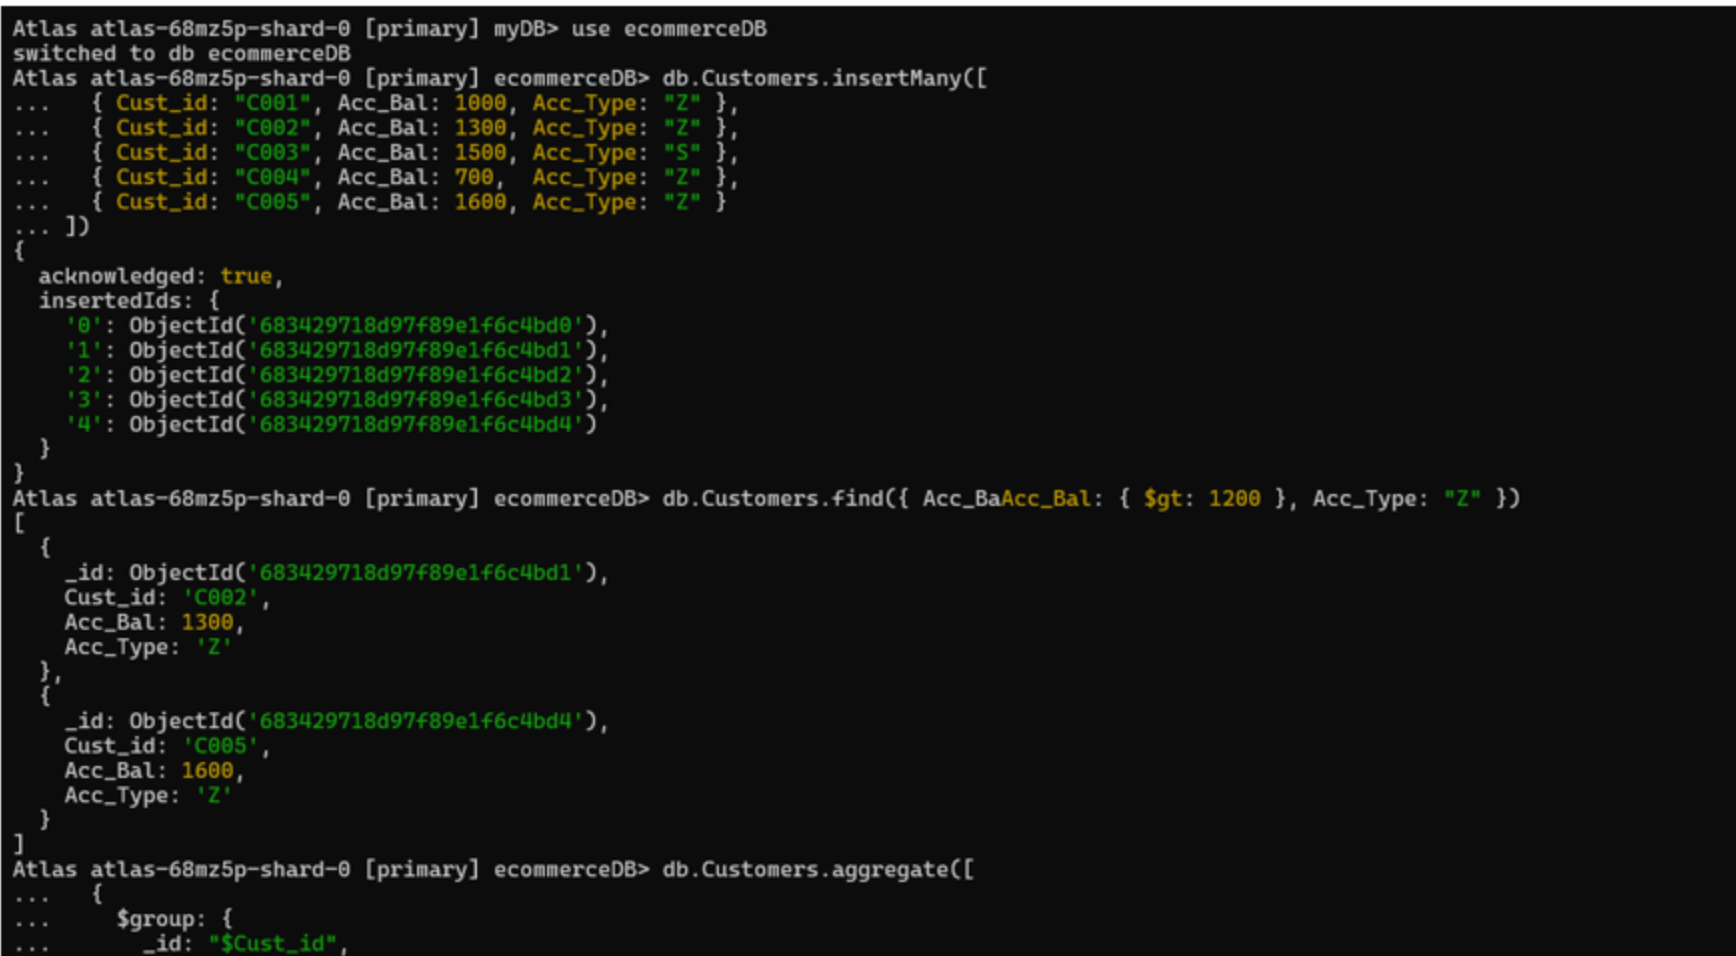 Atlas atlas-68mz5p-shard-0 [primary] myDB> use ecommerceDB
switched to db ecommerceDB
Atlas atlas-68mz5p-shard-0 [primary] ecommerceDB> db.Customers.insertMany([
...   { Cust_id: "C001", Acc_Bal: 1000, Acc_Type: "Z" },
...   { Cust_id: "C002", Acc_Bal: 1300, Acc_Type: "Z" },
...   { Cust_id: "C003", Acc_Bal: 1500, Acc_Type: "S" },
...   { Cust_id: "C004", Acc_Bal: 700,  Acc_Type: "Z" },
...   { Cust_id: "C005", Acc_Bal: 1600, Acc_Type: "Z" }
... ])
{
  acknowledged: true,
  insertedIds: {
    '0': ObjectId('683429718d97f89e1f6c4bd0'),
    '1': ObjectId('683429718d97f89e1f6c4bd1'),
    '2': ObjectId('683429718d97f89e1f6c4bd2'),
    '3': ObjectId('683429718d97f89e1f6c4bd3'),
    '4': ObjectId('683429718d97f89e1f6c4bd4')
  }
}
Atlas atlas-68mz5p-shard-0 [primary] ecommerceDB> db.Customers.find({ Acc_BaAcc_Bal: { $gt: 1200 }, Acc_Type: "Z" })
[
  {
    _id: ObjectId('683429718d97f89e1f6c4bd1'),
    Cust_id: 'C002',
    Acc_Bal: 1300,
    Acc_Type: 'Z'
  },
  {
    _id: ObjectId('683429718d97f89e1f6c4bd4'),
    Cust_id: 'C005',
    Acc_Bal: 1600,
    Acc_Type: 'Z'
  }
]
Atlas atlas-68mz5p-shard-0 [primary] ecommerceDB> db.Customers.aggregate([
...   {
...     $group: {
...       _id: "$Cust_id",